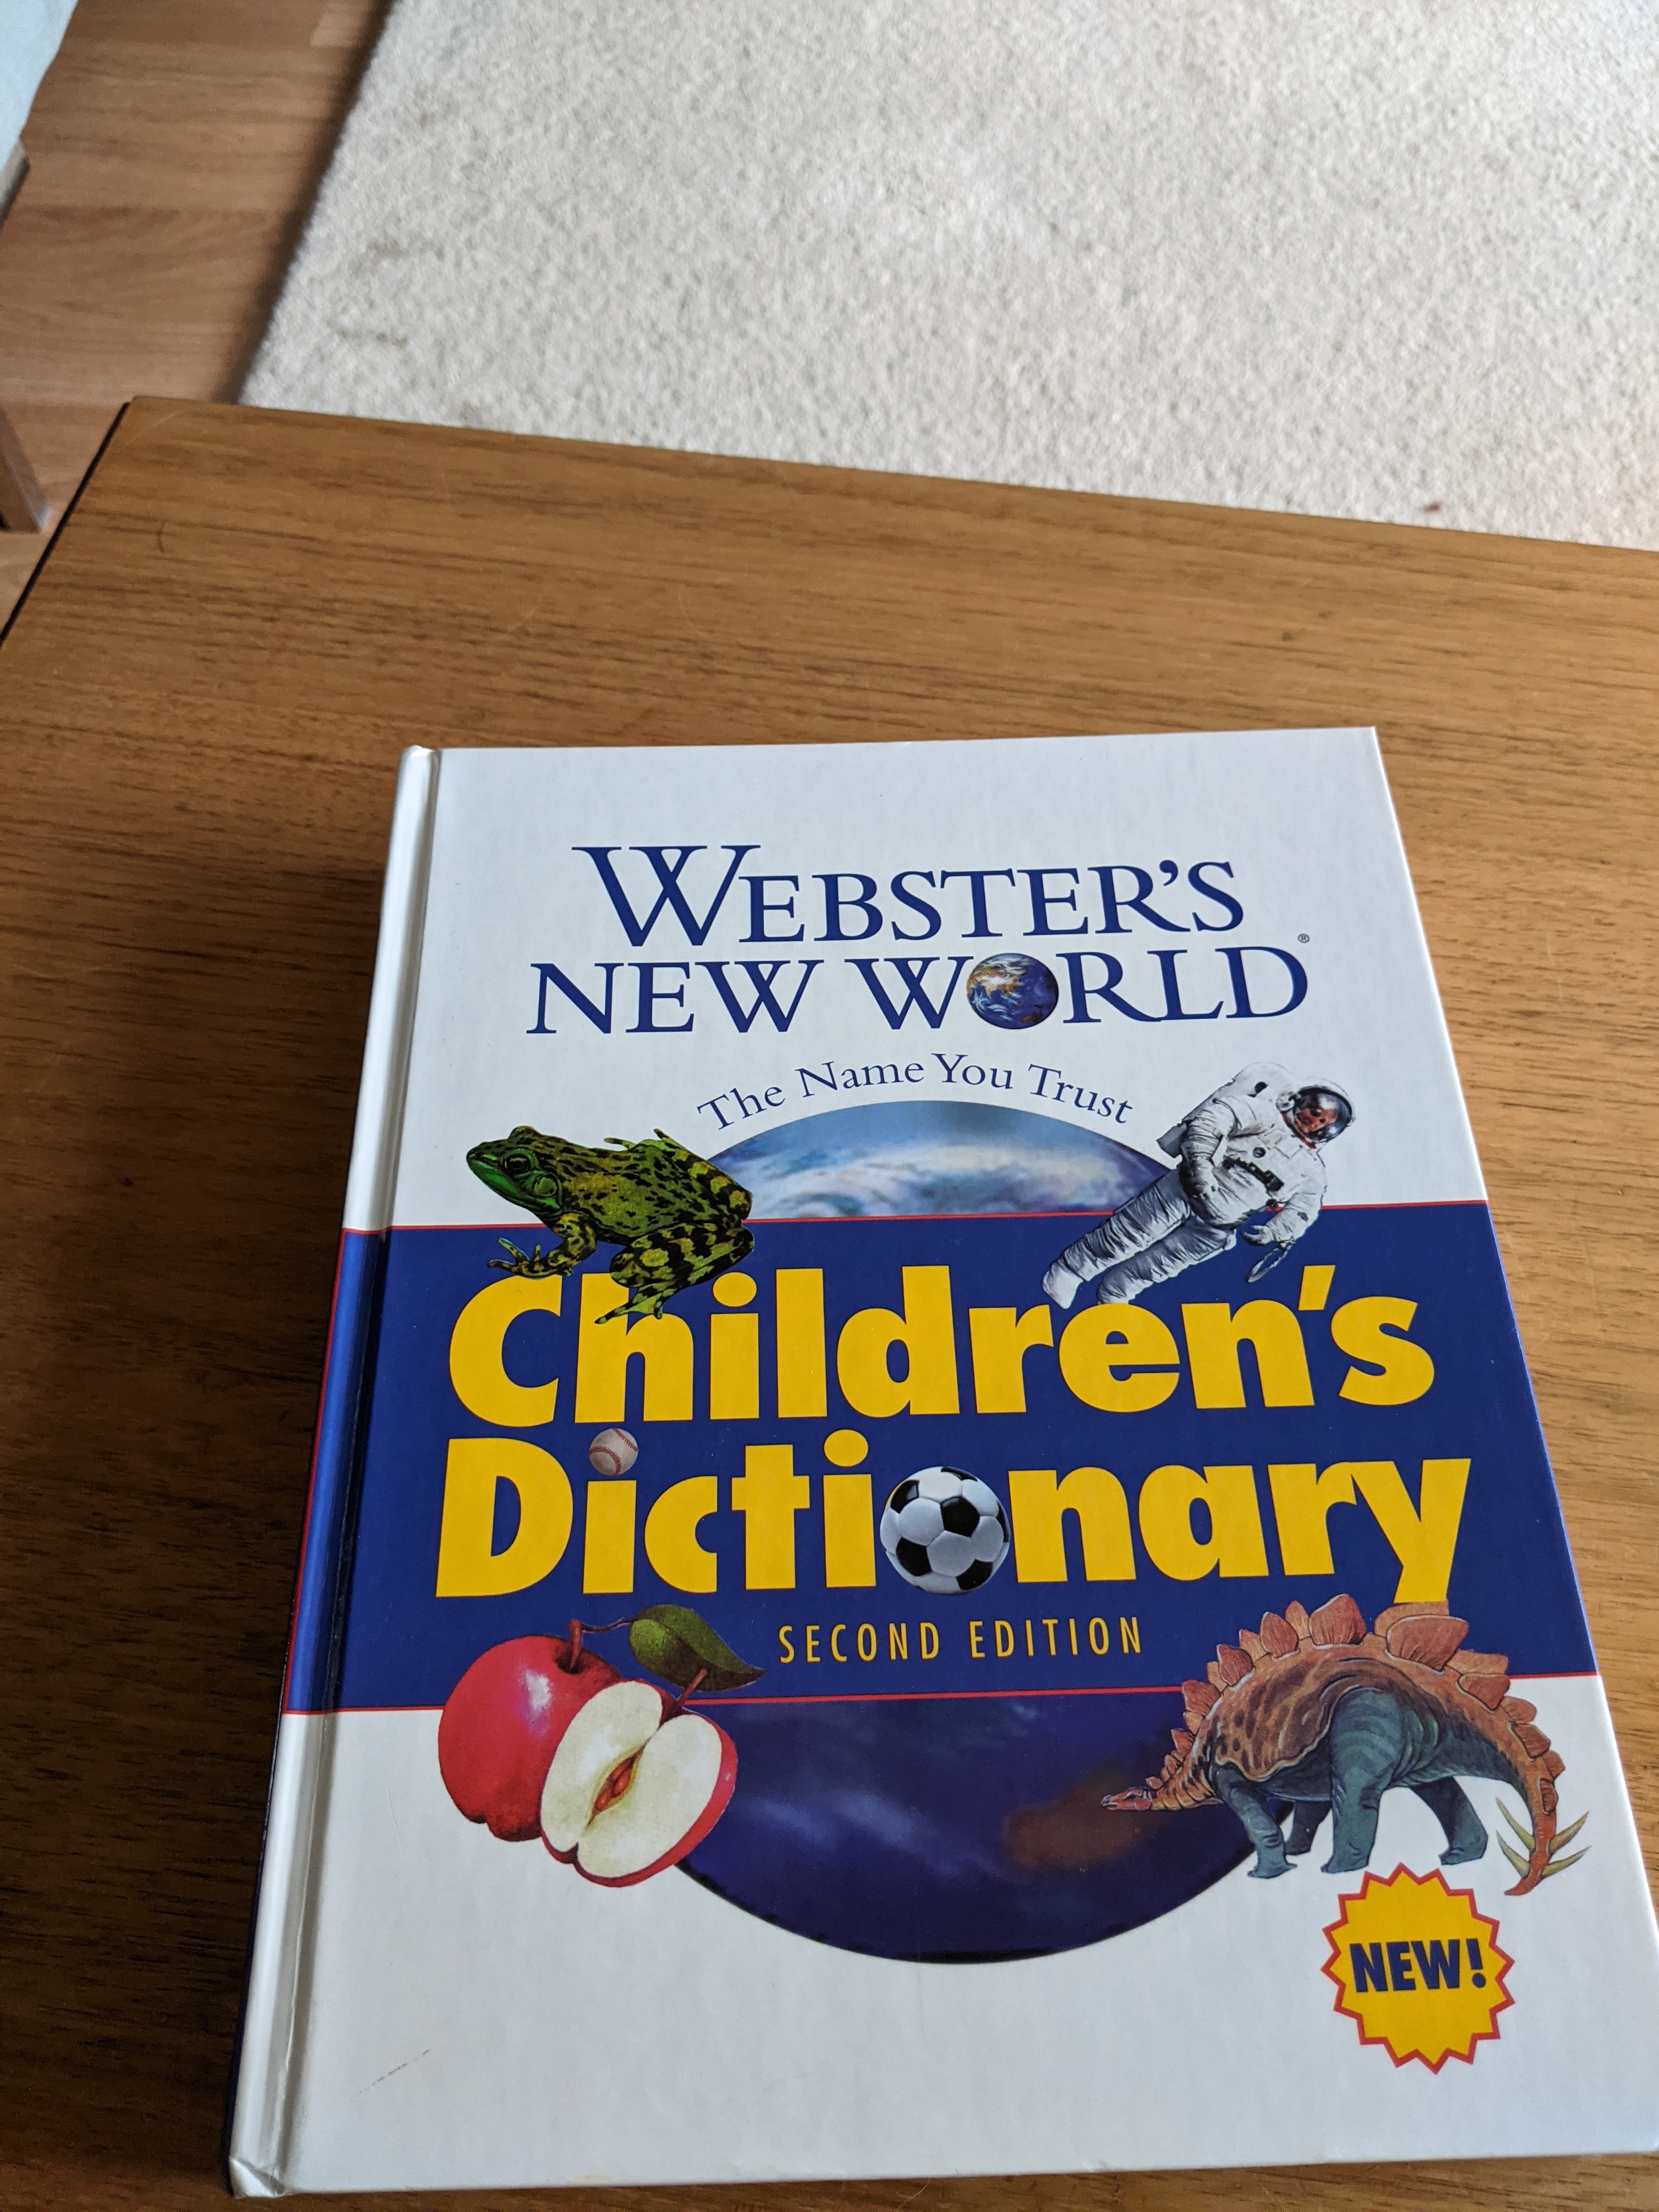 WEBSTER'S
NEW WORLD®
The Name You Trust
Children's
Dictionary
SECOND EDITION
NEW!